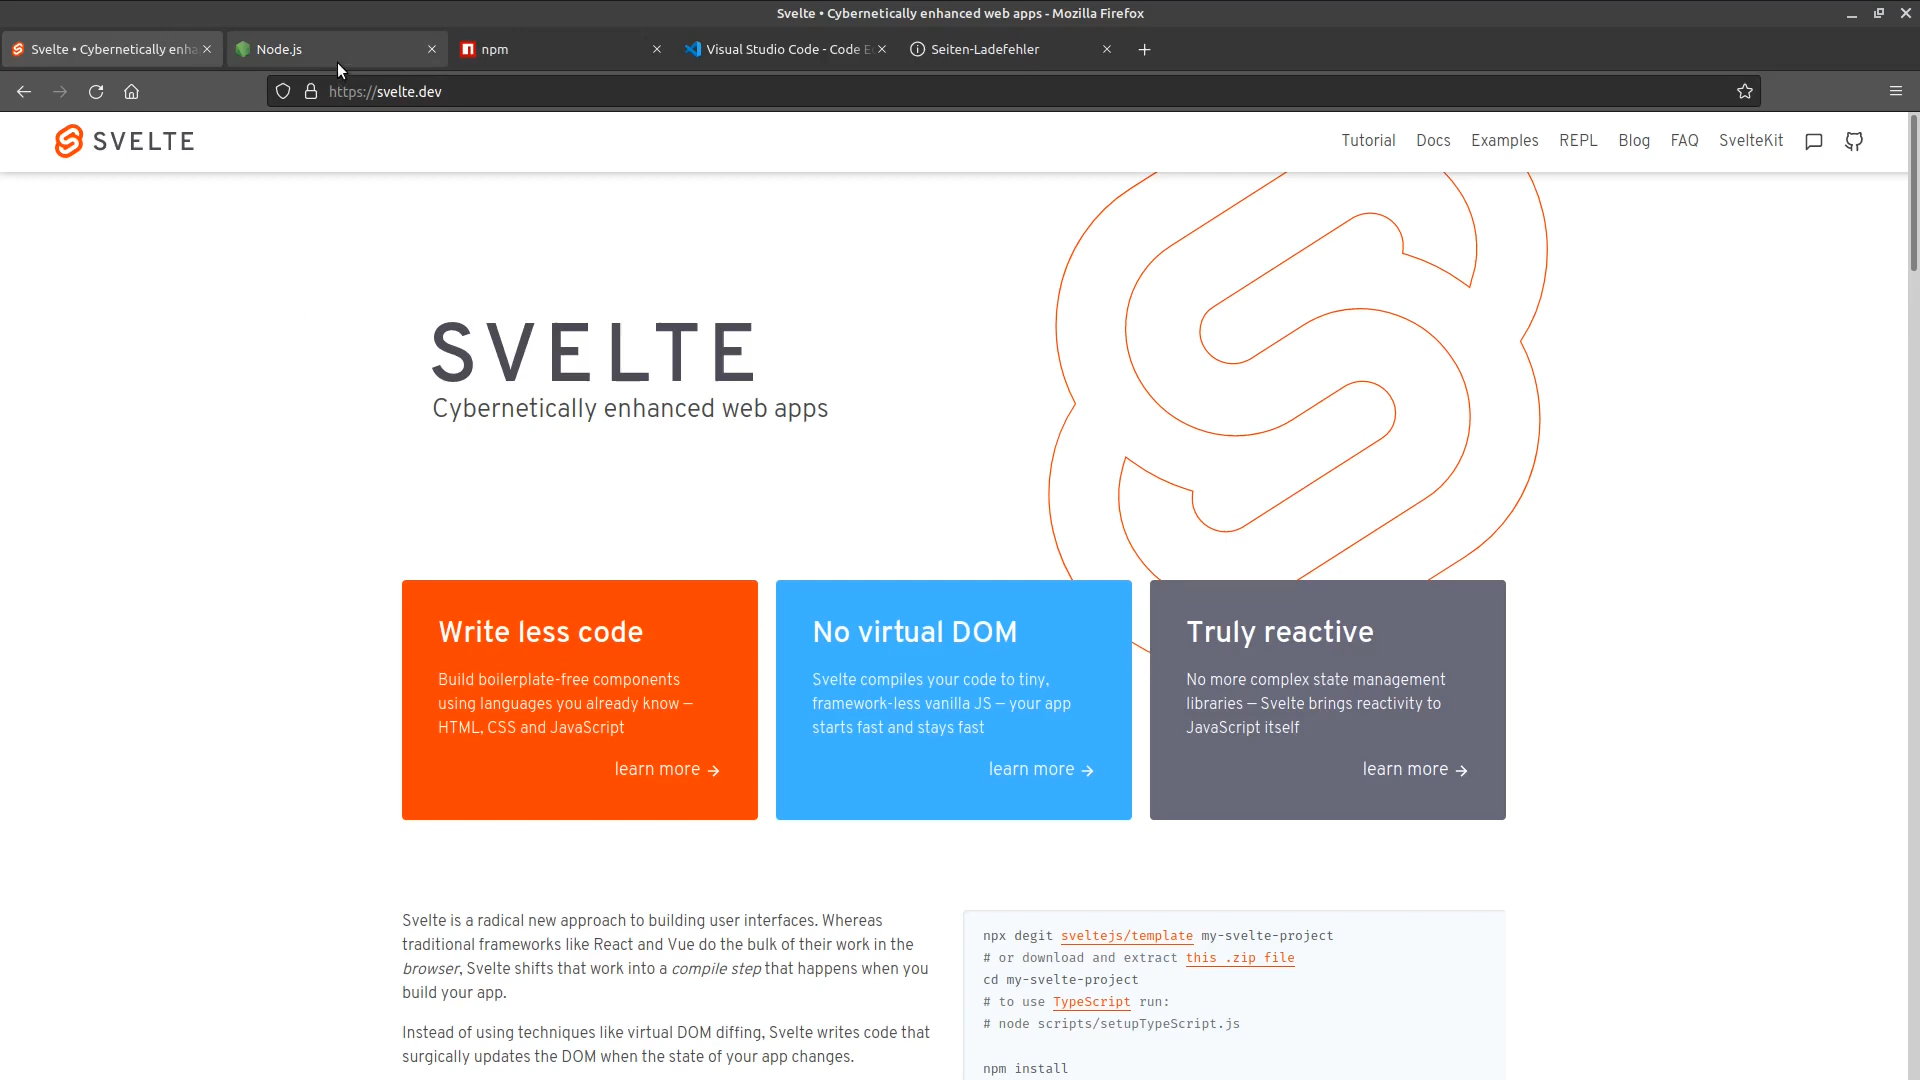 Svelte • Cybernetically enhanced web apps - Mozilla Firefox
Svelte • Cybernetically enha
Node.js
npm
Visual Studio Code - Code E
Seiten-Ladefehler
https://svelte.dev
SVELTE
Tutorial
Docs
Examples
REPL
Blog
FAQ
SvelteKit
SVELTE
Cybernetically enhanced web apps
Write less code
Build boilerplate-free components
using languages you already know —
HTML, CSS and JavaScript
learn more
No virtual DOM
Svelte compiles your code to tiny,
framework-less vanilla JS — your app
starts fast and stays fast
learn more
Truly reactive
No more complex state management
libraries — Svelte brings reactivity to
JavaScript itself
learn more
Svelte is a radical new approach to building user interfaces. Whereas
traditional frameworks like React and Vue do the bulk of their work in the
browser, Svelte shifts that work into a compile step that happens when you
build your app.
Instead of using techniques like virtual DOM diffing, Svelte writes code that
surgically updates the DOM when the state of your app changes.
npx degit sveltejs/template my-svelte-project
# or download and extract this .zip file
cd my-svelte-project
# to use TypeScript run:
# node scripts/setupTypeScript.js
npm install